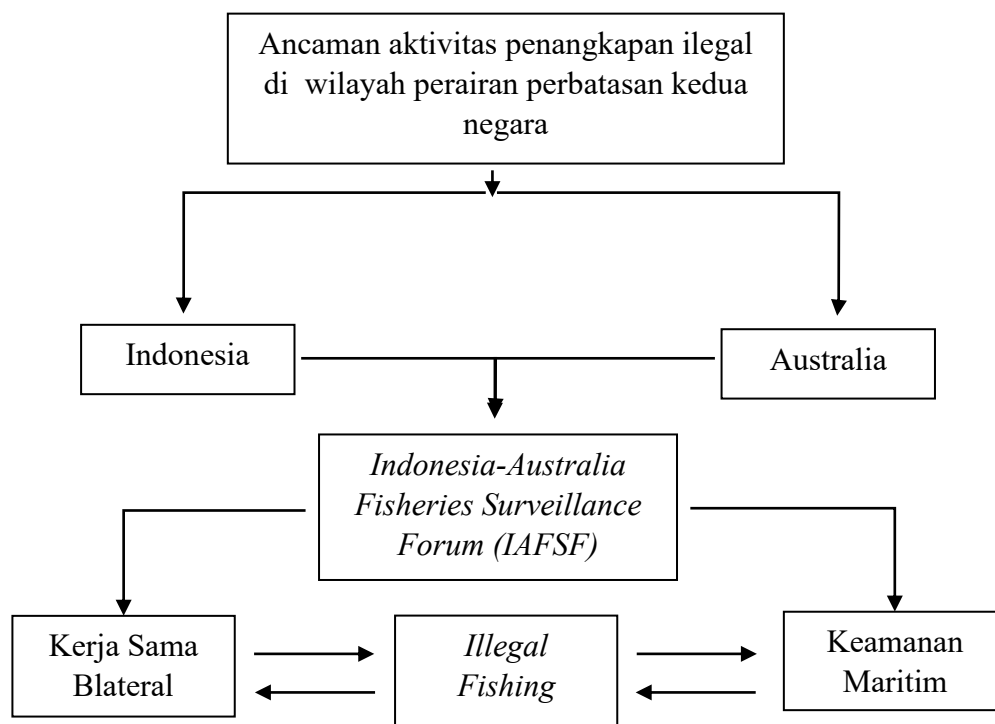 Ancaman aktivitas penangkapan ilegal
di wilayah perairan perbatasan kedua
negara
Indonesia
Australia
Indonesia-Australia
Fisheries Surveillance
Forum (IAFSF)
Kerja Sama
Blateral
Illegal
Fishing
Keamanan
Maritim